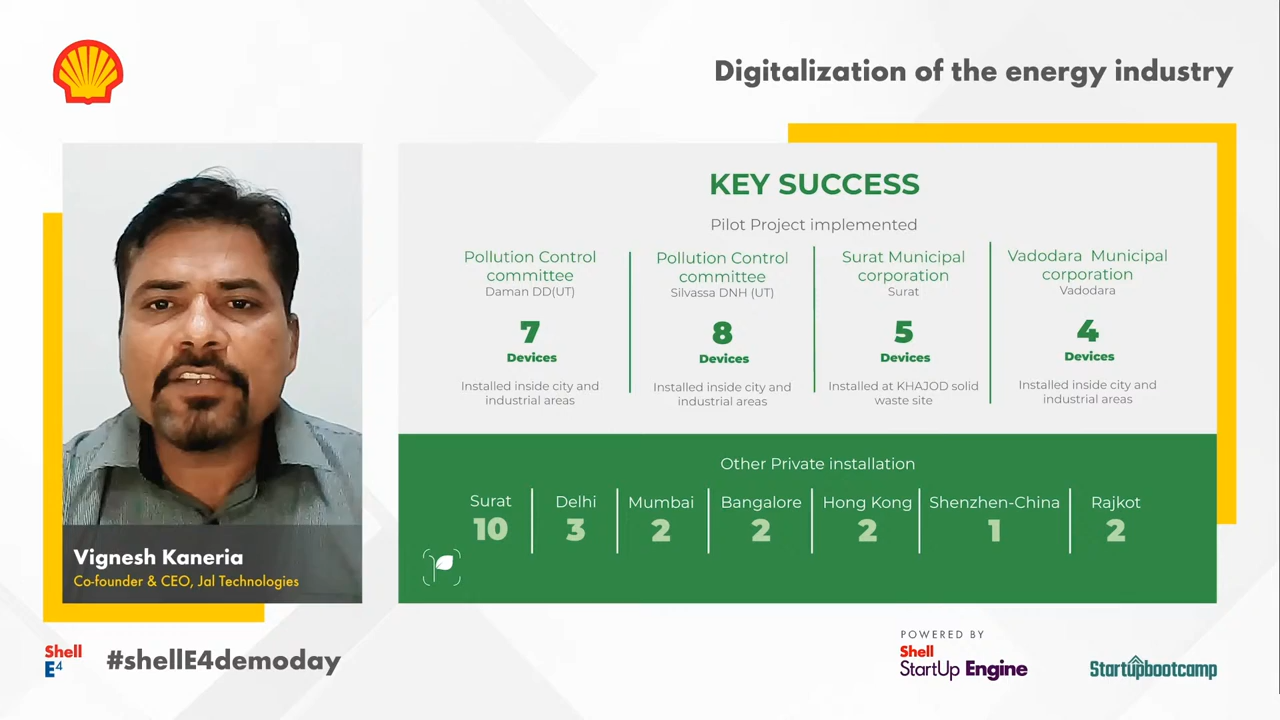 Digitalization of the energy industry
KEY SUCCESS
Pilot Project implemented
Pollution Control
committee
Daman DD(UT)
7
Devices
Installed inside city and
industrial areas
Pollution Control
committee
Silvassa DNH (UT)
8
Devices
Installed inside city and
industrial areas
Surat Municipal
corporation
Surat
5
Devices
Installed at KHAJOD solid
waste site
Vadodara  Municipal
corporation
Vadodara
4
Devices
Installed inside city and
industrial areas
Other Private installation
Surat
10
Delhi
3
Mumbai
2
Bangalore
2
Hong Kong
2
Shenzhen-China
1
Rajkot
2
Vignesh Kaneria
Co-founder & CEO, Jal Technologies
Shell
E4
#shellE4demoday
POWERED BY
Shell
StartUp Engine
Startupbootcamp